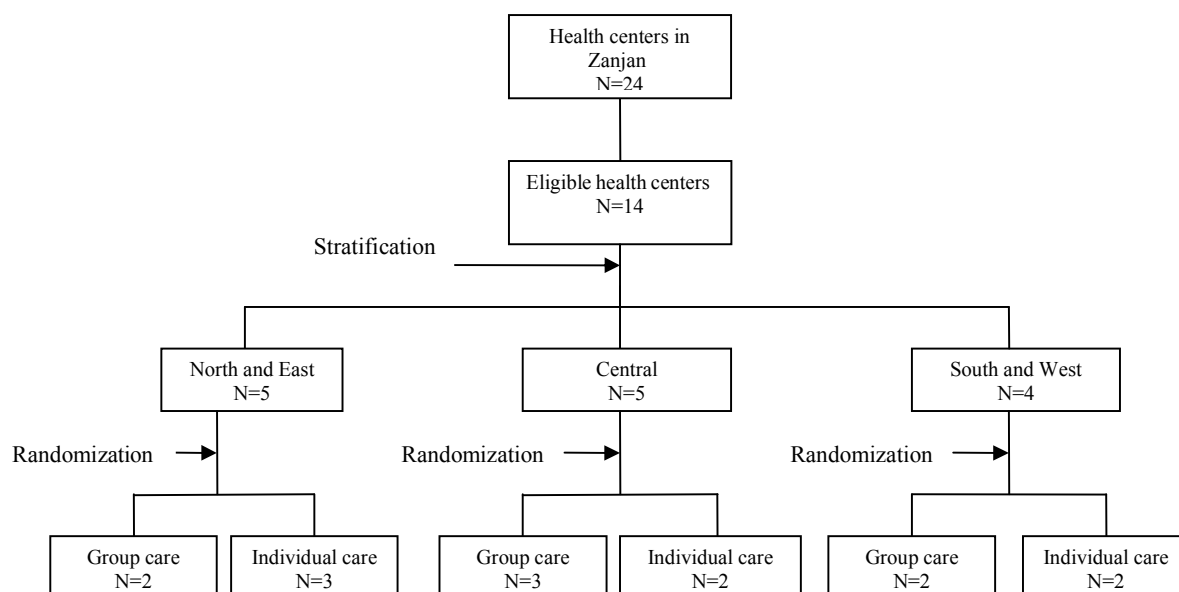 Health centers in
Zanjan
N=24
Eligible health centers
N=14
Stratification
North and East
N=5
Central
N=5
South and West
N=4
Randomization
Randomization
Randomization
Group care
N=2
Individual care
N=3
Group care
N=3
Individual care
N=2
Group care
N=2
Individual care
N=2